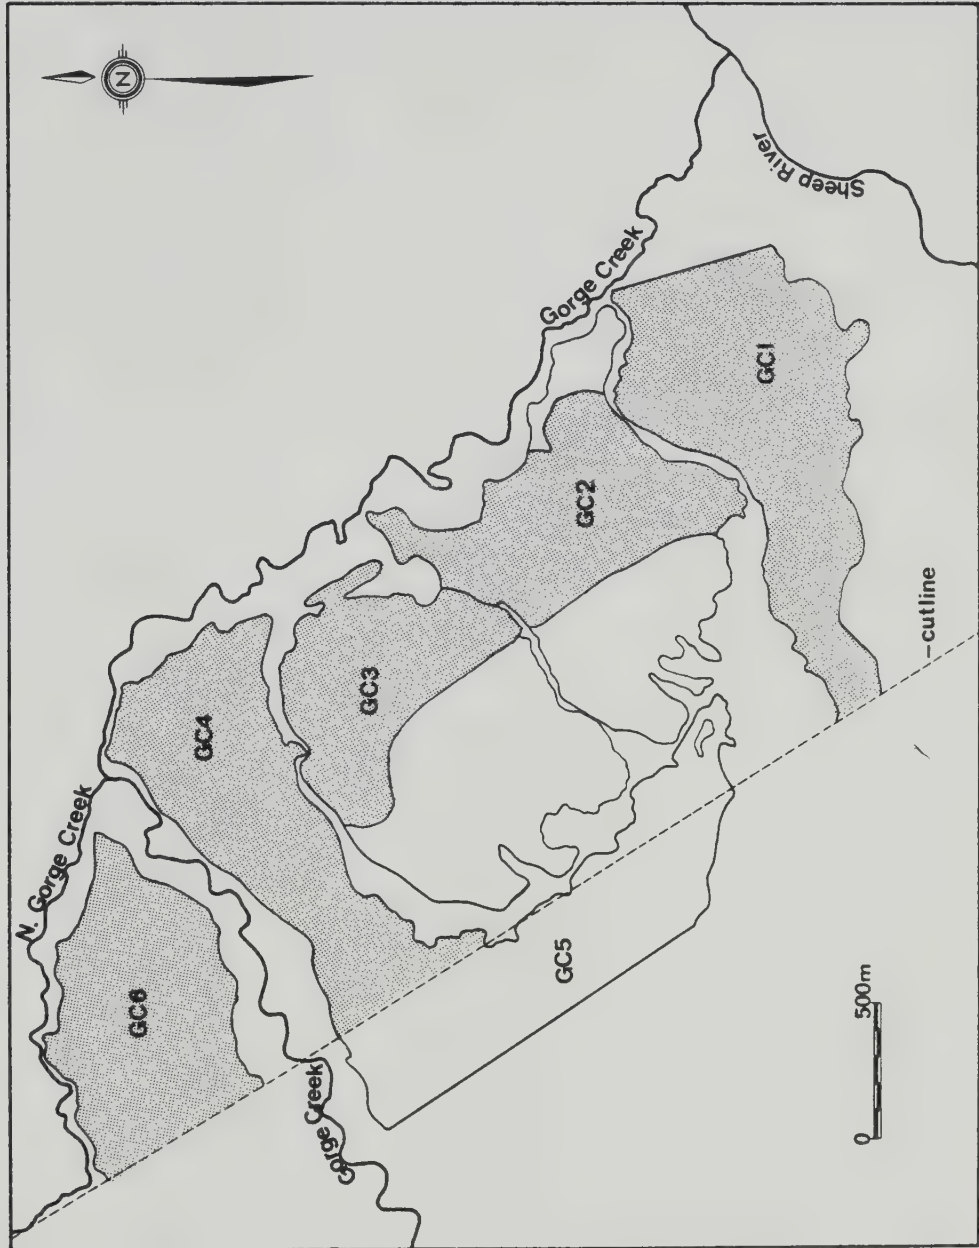 N
N. Gorge Creek
GC6
GC4
GC3
GC2
Gorge Creek
GC1
Sheep River
GC5
Gorge Creek
cutline
0 500m